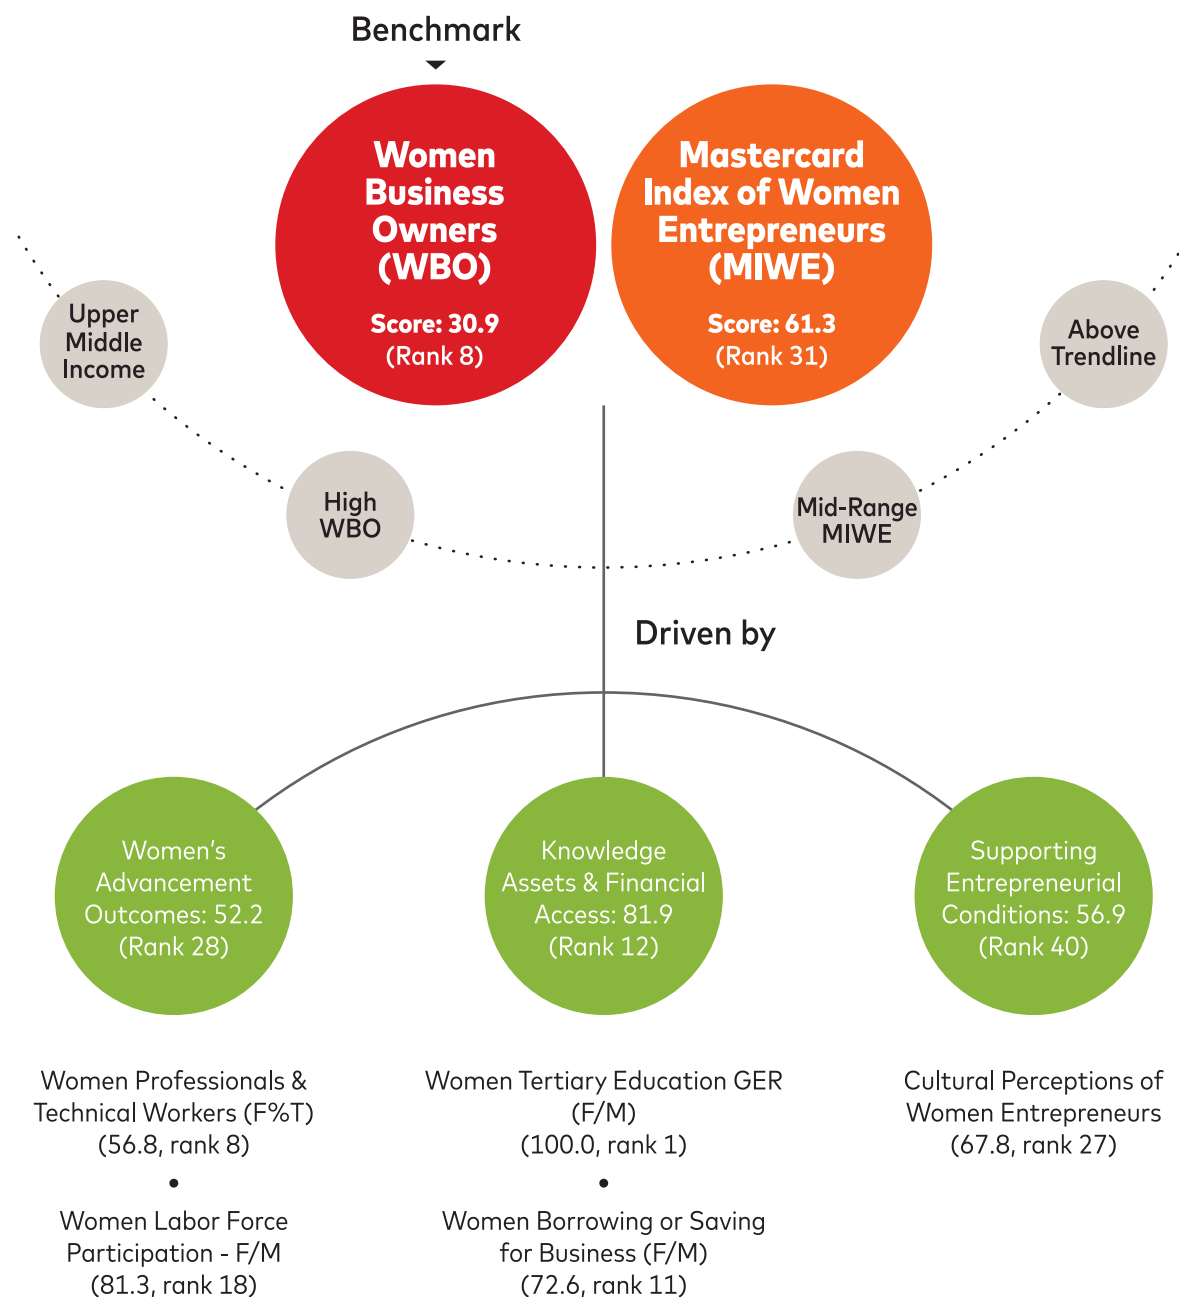 Benchmark
Women
Business
Owners
(WBO)
Score: 30.9
(Rank 8)
Mastercard
Index of Women
Entrepreneurs
(MIWE)
Score: 61.3
(Rank 31)
Upper
Middle
Income
High
WBO
Mid-Range
MIWE
Above
Trendline
Driven by
Women's
Advancement
Outcomes: 52.2
(Rank 28)
Knowledge
Assets & Financial
Access: 81.9
(Rank 12)
Supporting
Entrepreneurial
Conditions: 56.9
(Rank 40)
Women Professionals &
Technical Workers (F%T)
(56.8, rank 8)
•
Women Labor Force
Participation - F/M
(81.3, rank 18)
Women Tertiary Education GER
(F/M)
(100.0, rank 1)
•
Women Borrowing or Saving
for Business (F/M)
(72.6, rank 11)
Cultural Perceptions of
Women Entrepreneurs
(67.8, rank 27)